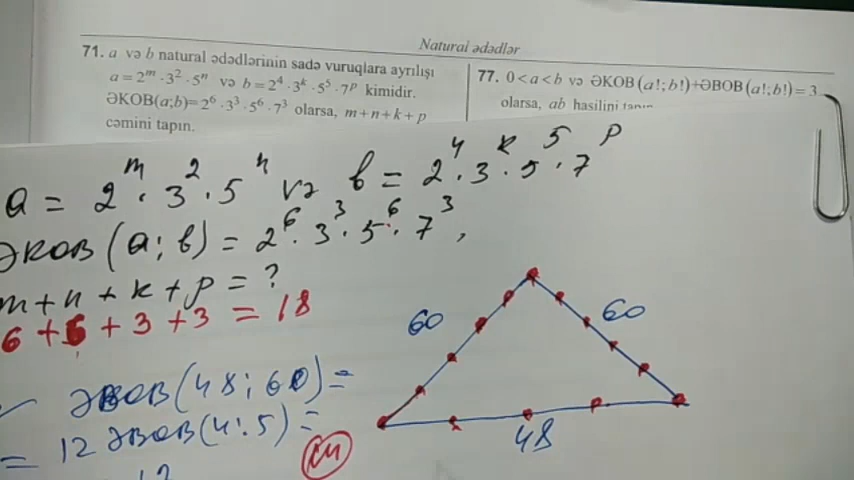 Natural ədədlər
71. a və b natural ədədlərinin sadə vuruqlara ayrılışı
a = 2^m · 3^2 · 5^n və b = 2^4 · 3^k · 5^5 · 7^p kimidir.
ƏKOB(a;b)=2^6 · 3^3 · 5^6 · 7^3 olarsa, m+n+k+p
cəmini tapın.
77. 0<a<b və ƏKOB(a!;b!)+ƏBOB(a!;b!)=3
olarsa, ab hasilini tapın
a = 2^m · 3^2 · 5^n və b = 2^4 · 3^k · 5^5 · 7^p
ƏKOB(a;b) = 2^6 · 3^3 · 5^6 · 7^3,
m+n+k+p = ?
6+6+3+3 = 18
ƏBOB(48;60) =
= 12 ƏBOB(4:5) =
12
60
60
48